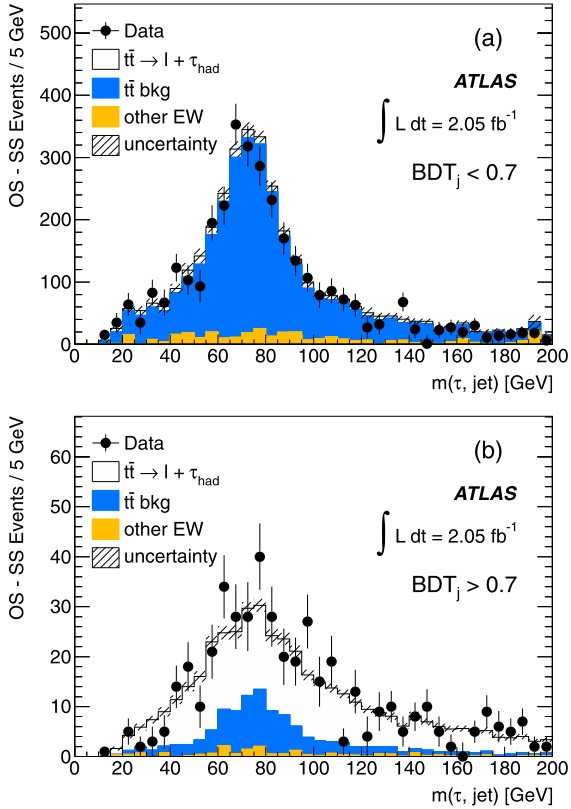 OS - SS Events / 5 GeV
500
400
300
200
100
0
Data
tt̄ → l + τhad
tt̄ bkg
other EW
uncertainty
(a)
ATLAS
∫ L dt = 2.05 fb⁻¹
BDTj < 0.7
0 20 40 60 80 100 120 140 160 180 200
m(τ, jet) [GeV]
OS - SS Events / 5 GeV
60
50
40
30
20
10
0
Data
tt̄ → l + τhad
tt̄ bkg
other EW
uncertainty
(b)
ATLAS
∫ L dt = 2.05 fb⁻¹
BDTj > 0.7
0 20 40 60 80 100 120 140 160 180 200
m(τ, jet) [GeV]